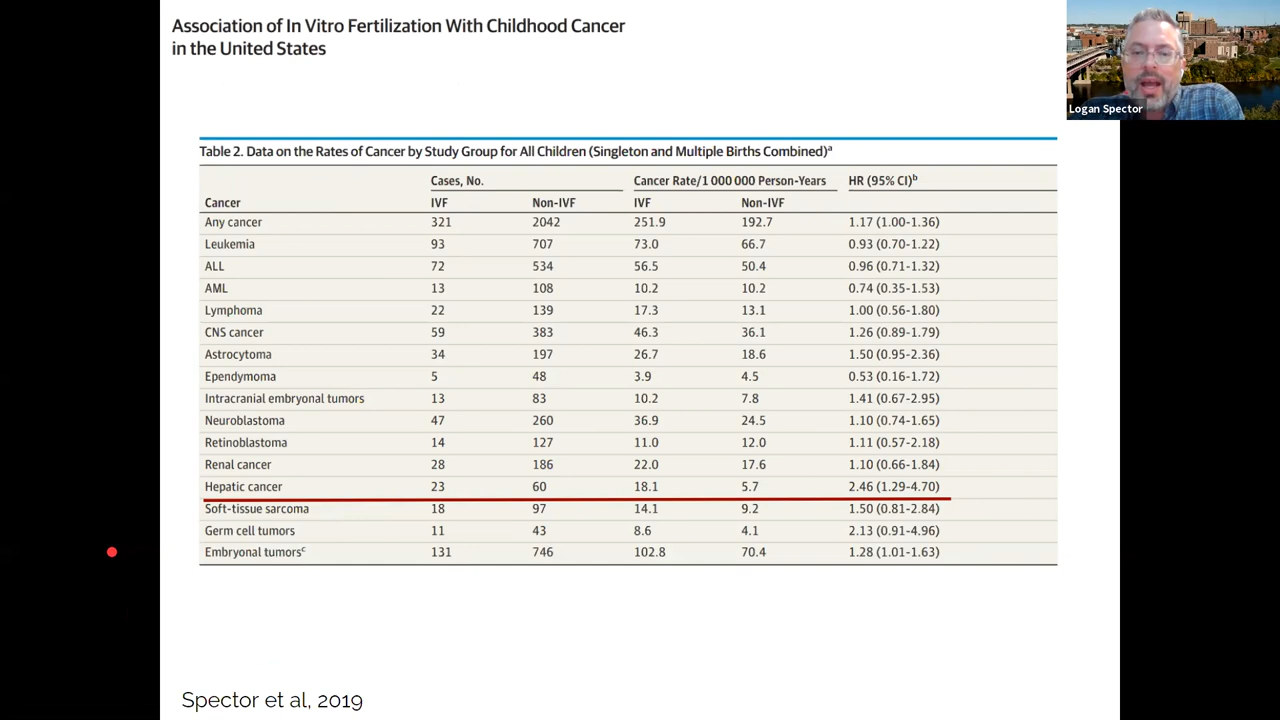 Association of In Vitro Fertilization With Childhood Cancer
in the United States
Logan Spector
Table 2. Data on the Rates of Cancer by Study Group for All Children (Singleton and Multiple Births Combined)a
Cases, No. Cancer Rate/1 000 000 Person-Years HR (95% CI)b
Cancer IVF Non-IVF IVF Non-IVF
Any cancer 321 2042 251.9 192.7 1.17 (1.00-1.36)
Leukemia 93 707 73.0 66.7 0.93 (0.70-1.22)
ALL 72 534 56.5 50.4 0.96 (0.71-1.32)
AML 13 108 10.2 10.2 0.74 (0.35-1.53)
Lymphoma 22 139 17.3 13.1 1.00 (0.56-1.80)
CNS cancer 59 383 46.3 36.1 1.26 (0.89-1.79)
Astrocytoma 34 197 26.7 18.6 1.50 (0.95-2.36)
Ependymoma 5 48 3.9 4.5 0.53 (0.16-1.72)
Intracranial embryonal tumors 13 83 10.2 7.8 1.41 (0.67-2.95)
Neuroblastoma 47 260 36.9 24.5 1.10 (0.74-1.65)
Retinoblastoma 14 127 11.0 12.0 1.11 (0.57-2.18)
Renal cancer 28 186 22.0 17.6 1.10 (0.66-1.84)
Hepatic cancer 23 60 18.1 5.7 2.46 (1.29-4.70)
Soft-tissue sarcoma 18 97 14.1 9.2 1.50 (0.81-2.84)
Germ cell tumors 11 43 8.6 4.1 2.13 (0.91-4.96)
Embryonal tumorsc 131 746 102.8 70.4 1.28 (1.01-1.63)
Spector et al, 2019